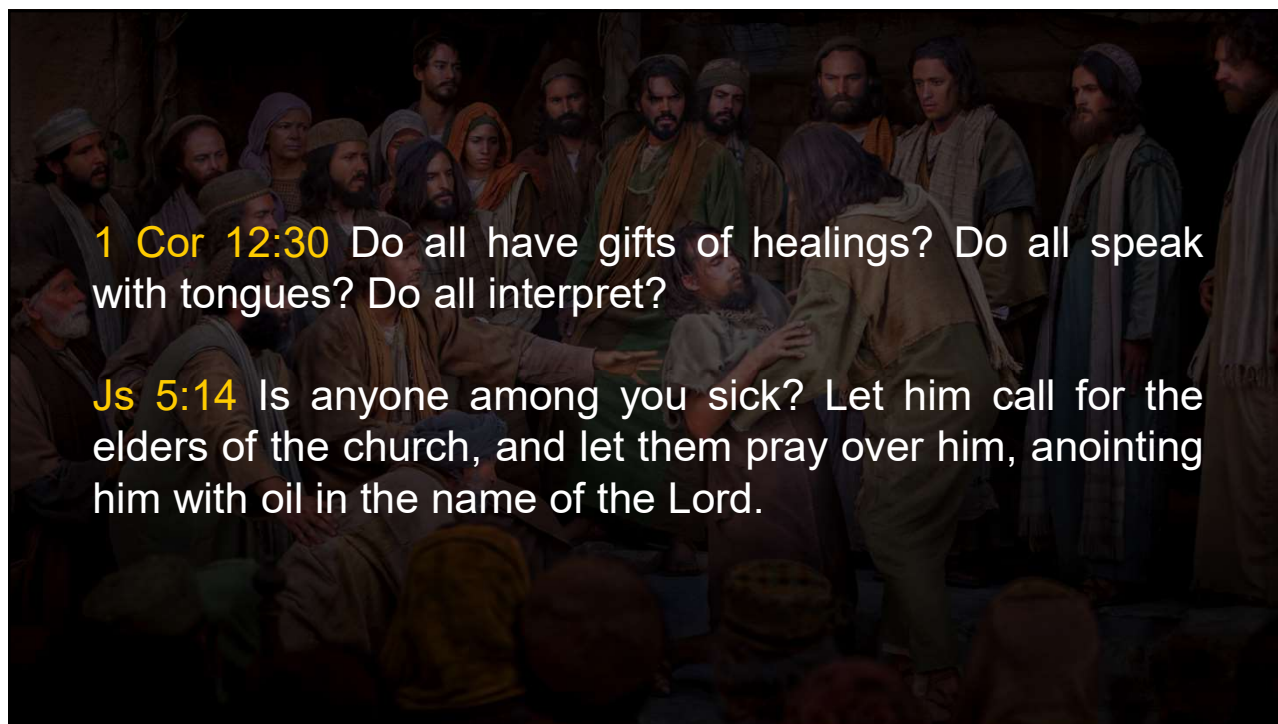 1 Cor 12:30 Do all have gifts of healings? Do all speak
with tongues? Do all interpret?
Js 5:14 Is anyone among you sick? Let him call for the
elders of the church, and let them pray over him, anointing
him with oil in the name of the Lord.